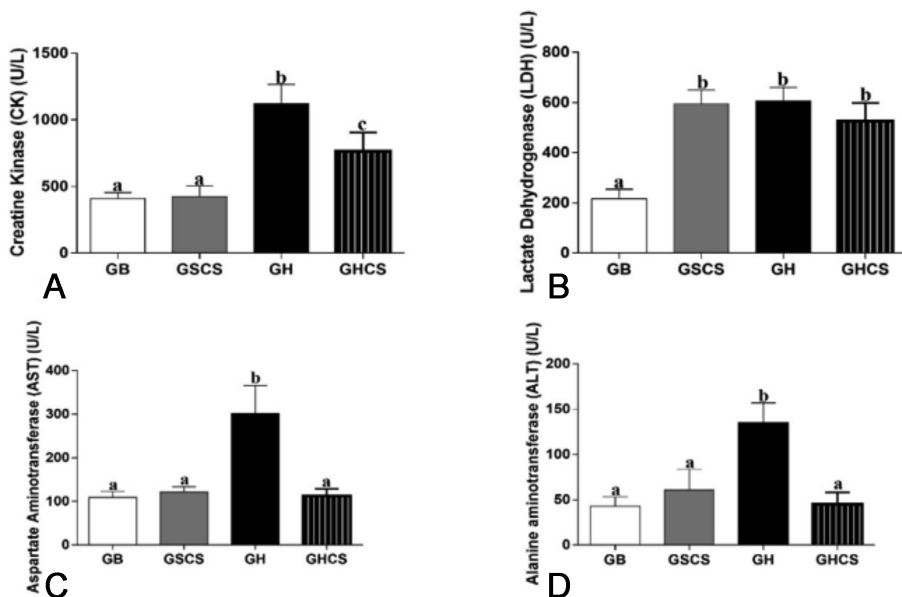 Creatine Kinase (CK) (U/L)
1500
1000
500
0
a
a
b
c
GB
GSCS
GH
GHCS
A
Lactate Dehydrogenase (LDH) (U/L)
800
600
400
200
0
a
b
b
b
GB
GSCS
GH
GHCS
B
Aspartate Aminotransferase (AST) (U/L)
400
300
200
100
0
a
a
b
a
GB
GSCS
GH
GHCS
C
Alanine aminotransferase (ALT) (U/L)
200
150
100
50
0
a
a
b
a
GB
GSCS
GH
GHCS
D